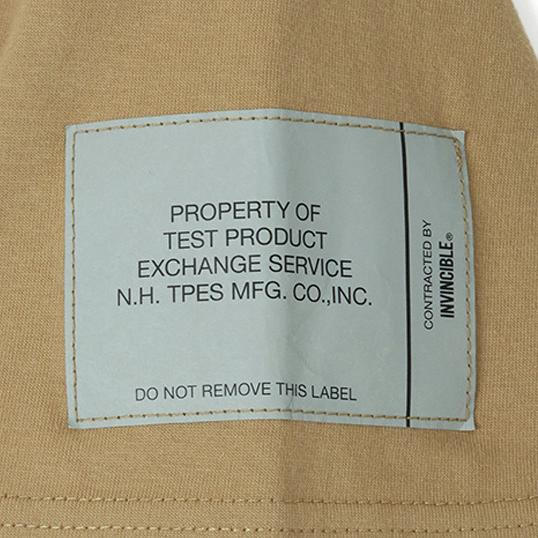 PROPERTY OF
TEST PRODUCT
EXCHANGE SERVICE
N.H. TPES MFG. CO.,INC.
DO NOT REMOVE THIS LABEL
CONTRACTED BY
INVINCIBLE®